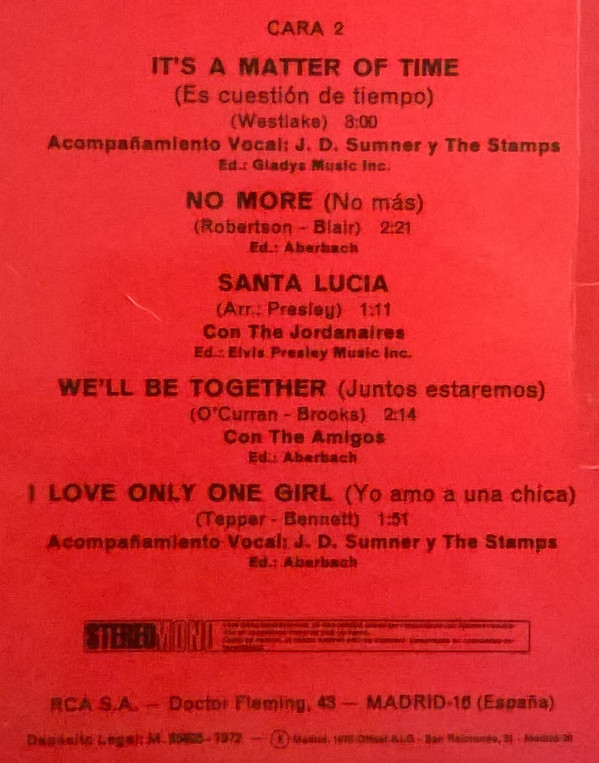 CARA 2
IT'S A MATTER OF TIME
(Es cuestión de tiempo)
(Westlake) 3:00
Acompañamiento Vocal: J. D. Sumner y The Stamps
Ed.: Gladys Music Inc.
NO MORE (No más)
(Robertson - Blair) 2:21
Ed.: Aberbach
SANTA LUCIA
(Arr.: Presley) 1:11
Con The Jordanaires
Ed.: Elvis Presley Music Inc.
WE'LL BE TOGETHER (Juntos estaremos)
(O'Curran - Brooks) 2:14
Con The Amigos
Ed.: Aberbach
I LOVE ONLY ONE GIRL (Yo amo a una chica)
(Tepper - Bennett) 1:51
Acompañamiento Vocal: J. D. Sumner y The Stamps
Ed.: Aberbach
STEREO MONO
RCA S.A. — Doctor Fleming, 43 — MADRID-16 (España)
Depósito Legal: M. - 1972 — Madrid, Offset - San Raimundo, - Madrid-20